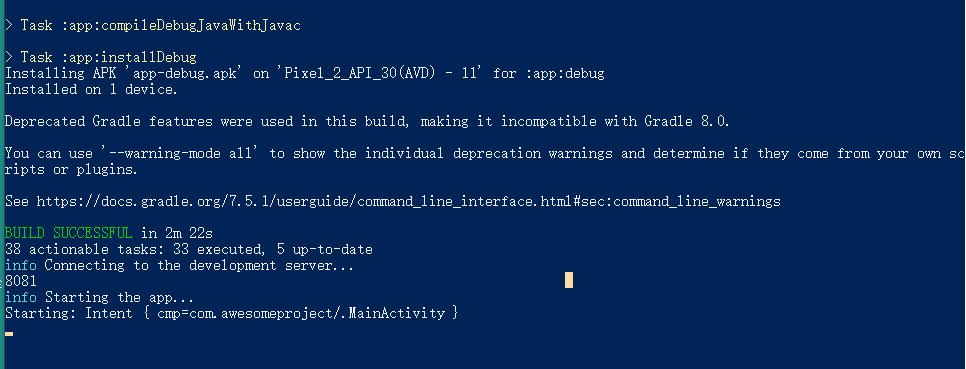 > Task :app:compileDebugJavaWithJavac
> Task :app:installDebug
Installing APK 'app-debug.apk' on 'Pixel_2_API_30(AVD) - 11' for :app:debug
Installed on 1 device.
Deprecated Gradle features were used in this build, making it incompatible with Gradle 8.0.
You can use '--warning-mode all' to show the individual deprecation warnings and determine if they come from your own sc
ripts or plugins.
See https://docs.gradle.org/7.5.1/userguide/command_line_interface.html#sec:command_line_warnings
BUILD SUCCESSFUL in 2m 22s
38 actionable tasks: 33 executed, 5 up-to-date
info Connecting to the development server...
8081
info Starting the app...
Starting: Intent { cmp=com.awesomeproject/.MainActivity }